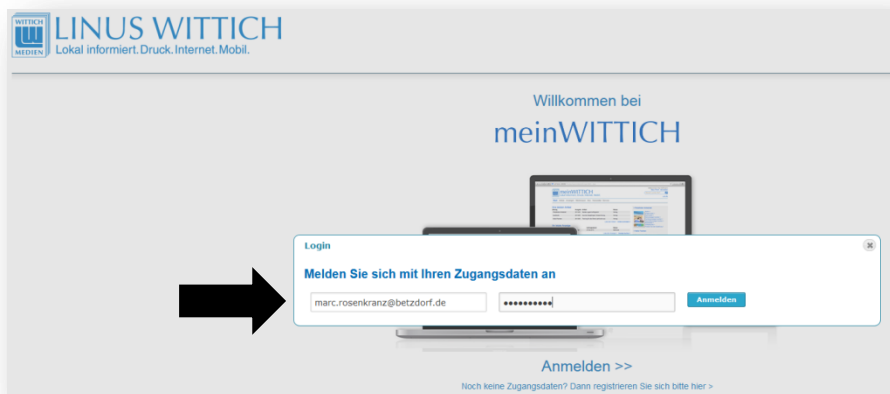 WITTICH
MEDIEN
LINUS WITTICH
Lokal informiert. Druck. Internet. Mobil.
Willkommen bei
meinWITTICH
Login
Melden Sie sich mit Ihren Zugangsdaten an
marc.rosenkranz@betzdorf.de
••••••••••
Anmelden
Anmelden >>
Noch keine Zugangsdaten? Dann registrieren Sie sich bitte hier >